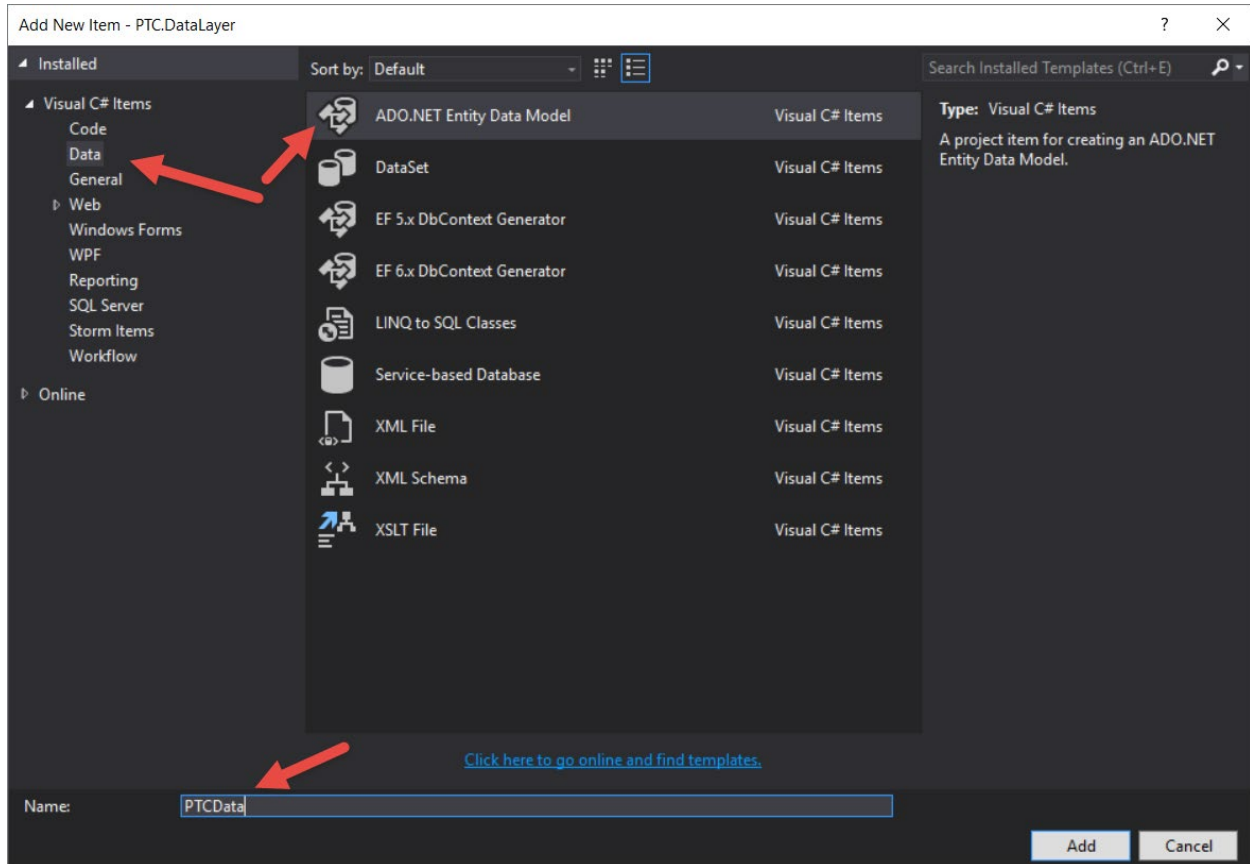 Add New Item - PTC.DataLayer
Installed
Sort by: Default
Search Installed Templates (Ctrl+E)
Visual C# Items
Code
Data
General
Web
Windows Forms
WPF
Reporting
SQL Server
Storm Items
Workflow
Online
ADO.NET Entity Data Model Visual C# Items
DataSet Visual C# Items
EF 5.x DbContext Generator Visual C# Items
EF 6.x DbContext Generator Visual C# Items
LINQ to SQL Classes Visual C# Items
Service-based Database Visual C# Items
XML File Visual C# Items
XML Schema Visual C# Items
XSLT File Visual C# Items
Type: Visual C# Items
A project item for creating an ADO.NET
Entity Data Model.
Click here to go online and find templates.
Name: PTCData
Add Cancel